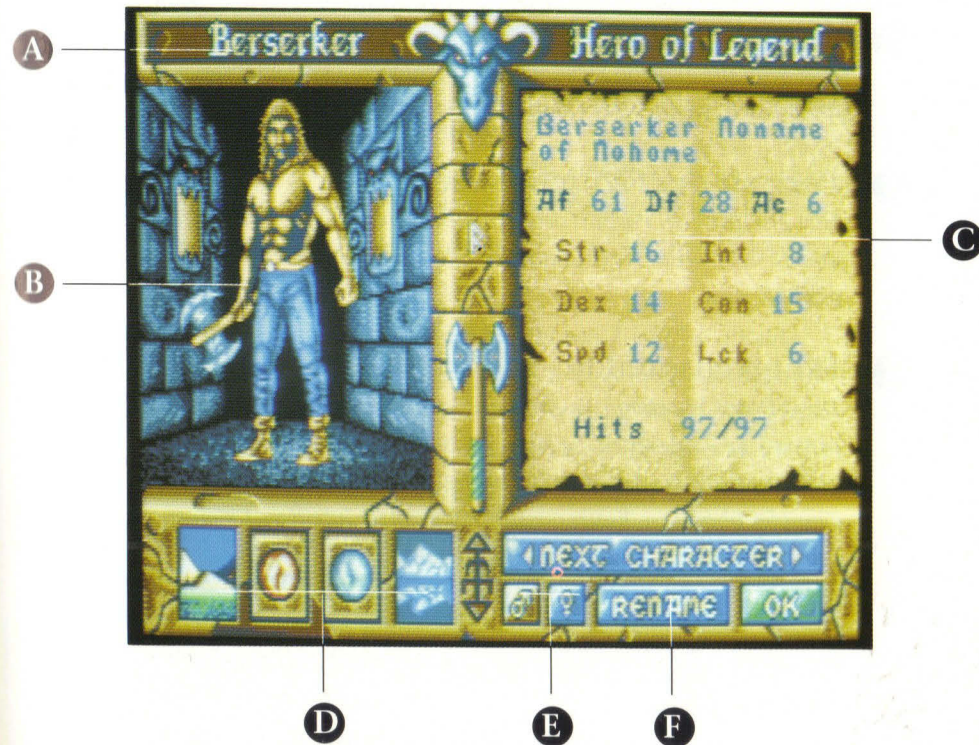 A
Berserker
Hero of Legend
Berserker Noname
of Nohome
Af 61 Df 28 Ac 6
Str 16 Int 8
Dex 14 Con 15
Spd 12 Lck 6
Hits 97/97
B
C
NEXT CHARACTER
RENAME
OK
D
E
F